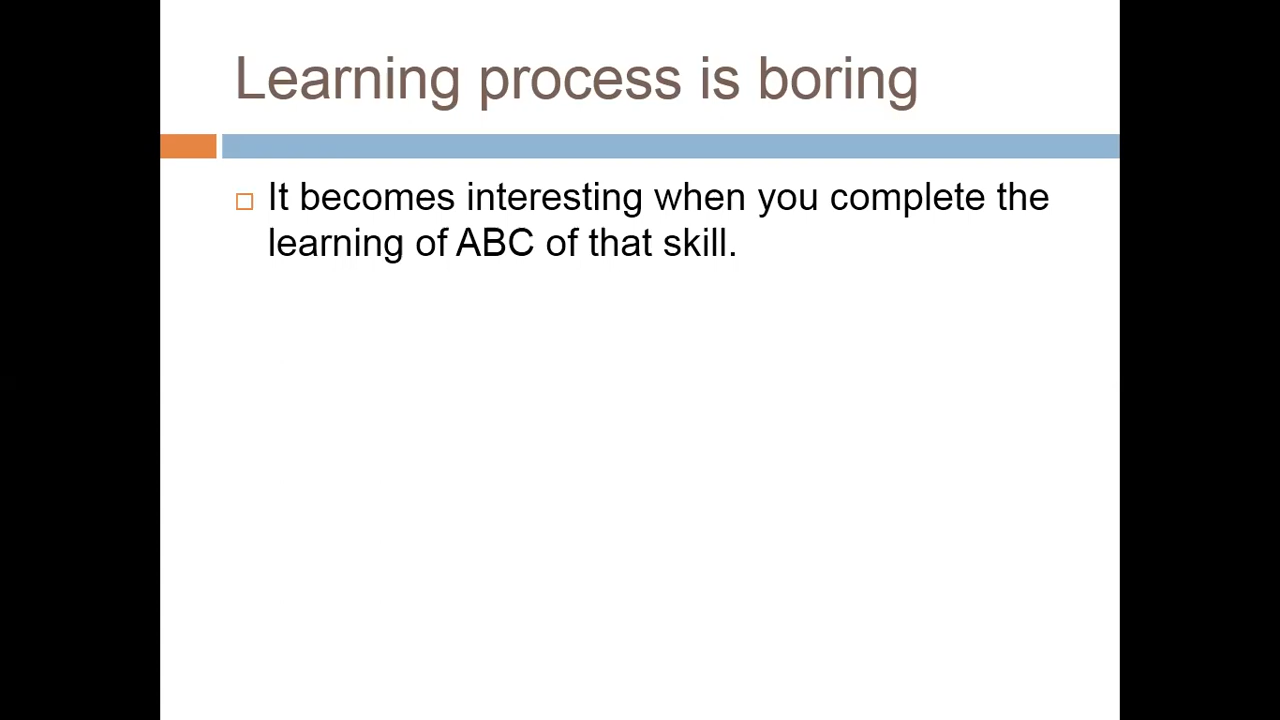 Learning process is boring
It becomes interesting when you complete the
learning of ABC of that skill.